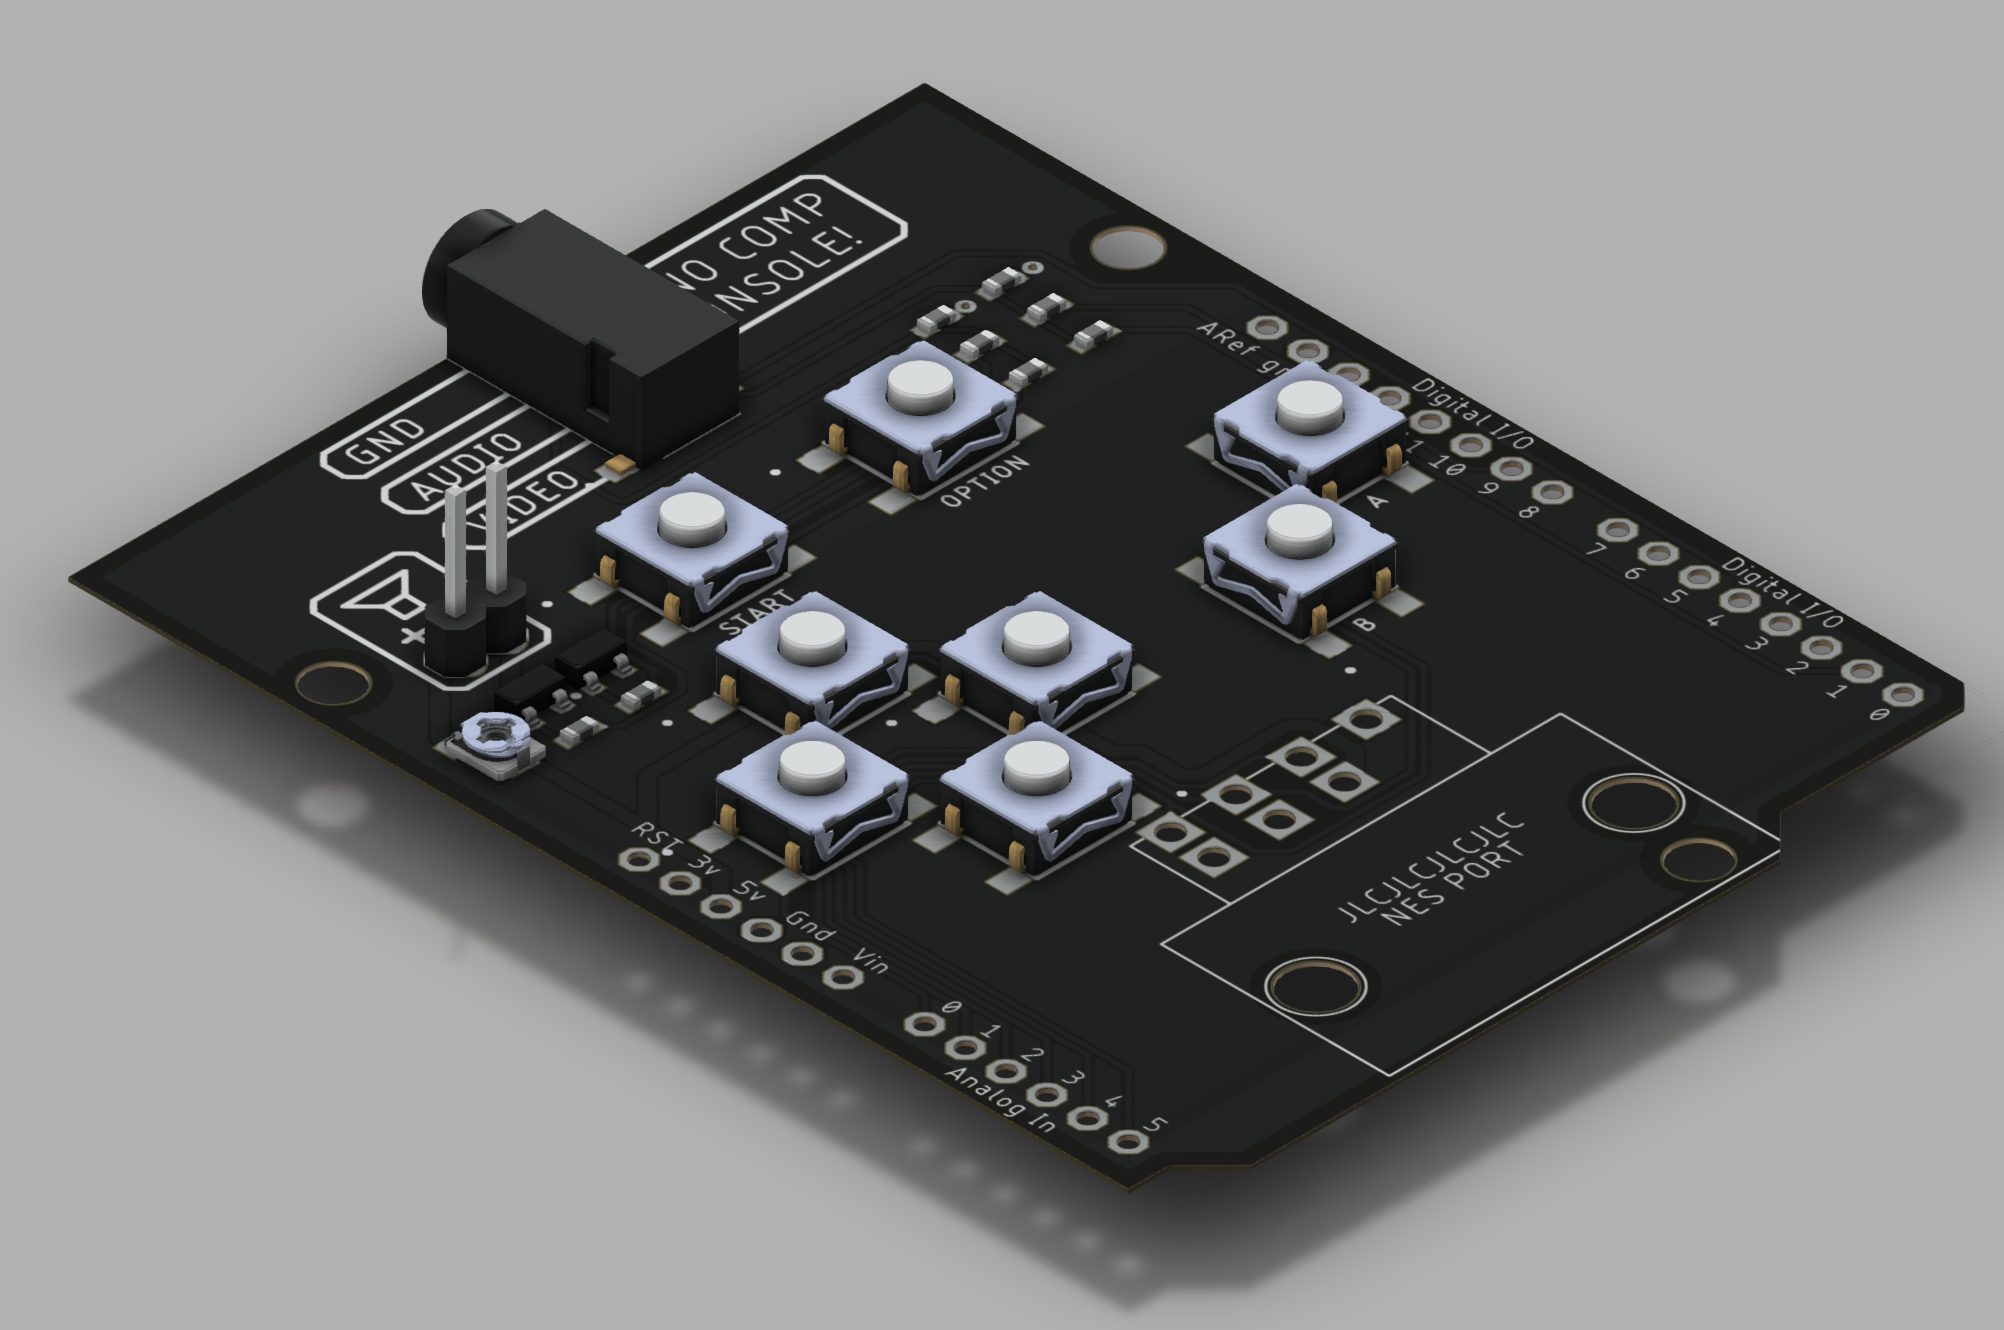 NO COMP
NSOLE!
GND
AUDIO
VIDEO
+
OPTION
START
A
B
ARef
Digital I/O
10
9
8
Digital I/O
7
6
5
4
3
2
1
0
RST
3v
5v
Gnd
Vin
0
1
2
3
4
5
Analog In
JLCJLCJLCJLC
NES PORT